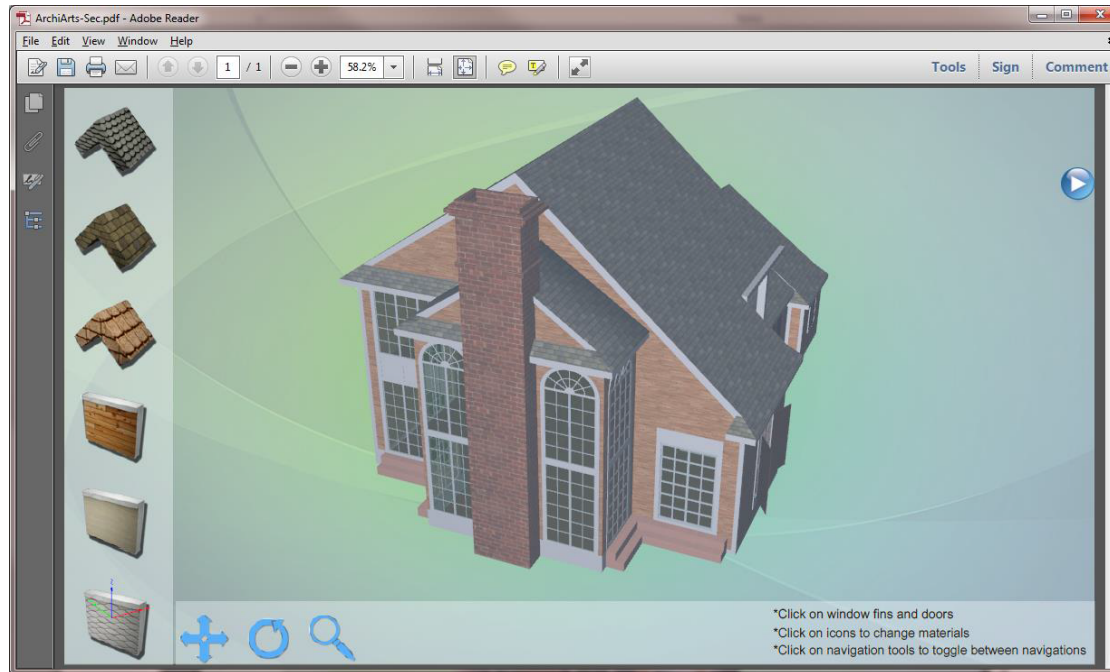 ArchiArts-Sec.pdf - Adobe Reader
File Edit View Window Help
1 / 1 58.2% Tools Sign Comment
*Click on window fins and doors
*Click on icons to change materials
*Click on navigation tools to toggle between navigations